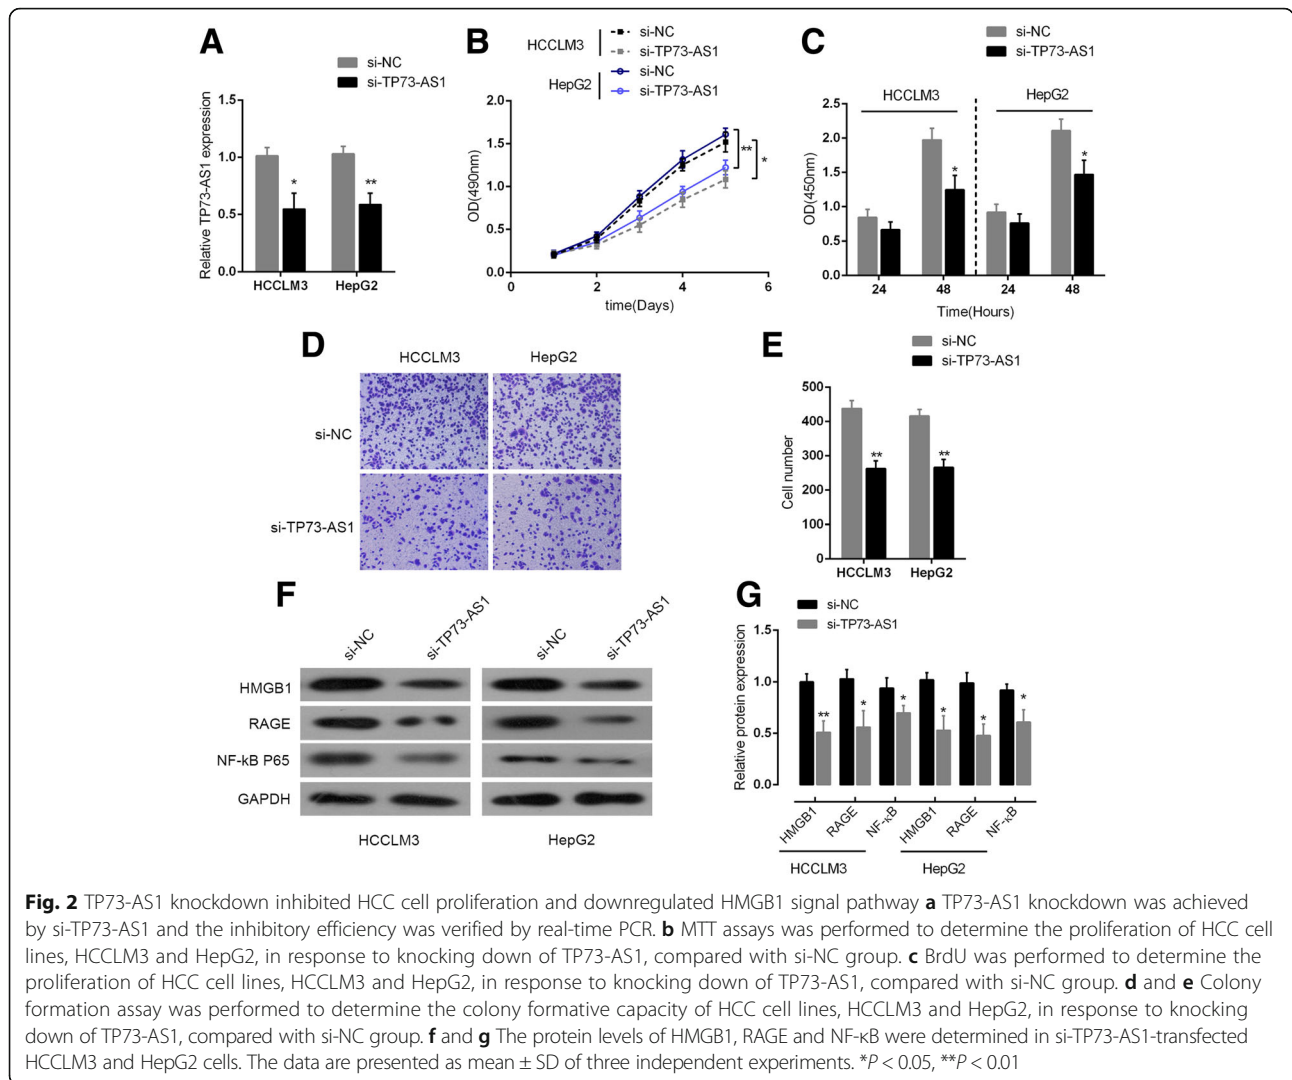 A
si-NC
si-TP73-AS1
Relative TP73-AS1 expression
1.5
1.0
0.5
0.0
*
**
HCCLM3
HepG2
B
HCCLM3
si-NC
si-TP73-AS1
HepG2
si-NC
si-TP73-AS1
OD(490nm)
2.0
1.5
1.0
0.5
0.0
**
*
0
2
4
6
time(Days)
C
si-NC
si-TP73-AS1
HCCLM3
HepG2
OD(450nm)
2.5
2.0
1.5
1.0
0.5
0.0
*
*
24
48
24
48
Time(Hours)
D
HCCLM3
HepG2
si-NC
si-TP73-AS1
E
si-NC
si-TP73-AS1
Cell number
500
400
300
200
100
0
**
**
HCCLM3
HepG2
F
si-NC
si-TP73-AS1
si-NC
si-TP73-AS1
HMGB1
RAGE
NF-kB P65
GAPDH
HCCLM3
HepG2
G
si-NC
si-TP73-AS1
Relative protein expression
1.5
1.0
0.5
0.0
**
*
*
*
*
*
HMGB1
RAGE
NF-κB
HMGB1
RAGE
NF-κB
HCCLM3
HepG2
Fig. 2 TP73-AS1 knockdown inhibited HCC cell proliferation and downregulated HMGB1 signal pathway a TP73-AS1 knockdown was achieved
by si-TP73-AS1 and the inhibitory efficiency was verified by real-time PCR. b MTT assays was performed to determine the proliferation of HCC cell
lines, HCCLM3 and HepG2, in response to knocking down of TP73-AS1, compared with si-NC group. c BrdU was performed to determine the
proliferation of HCC cell lines, HCCLM3 and HepG2, in response to knocking down of TP73-AS1, compared with si-NC group. d and e Colony
formation assay was performed to determine the colony formative capacity of HCC cell lines, HCCLM3 and HepG2, in response to knocking
down of TP73-AS1, compared with si-NC group. f and g The protein levels of HMGB1, RAGE and NF-κB were determined in si-TP73-AS1-transfected
HCCLM3 and HepG2 cells. The data are presented as mean ± SD of three independent experiments. *P < 0.05, **P < 0.01